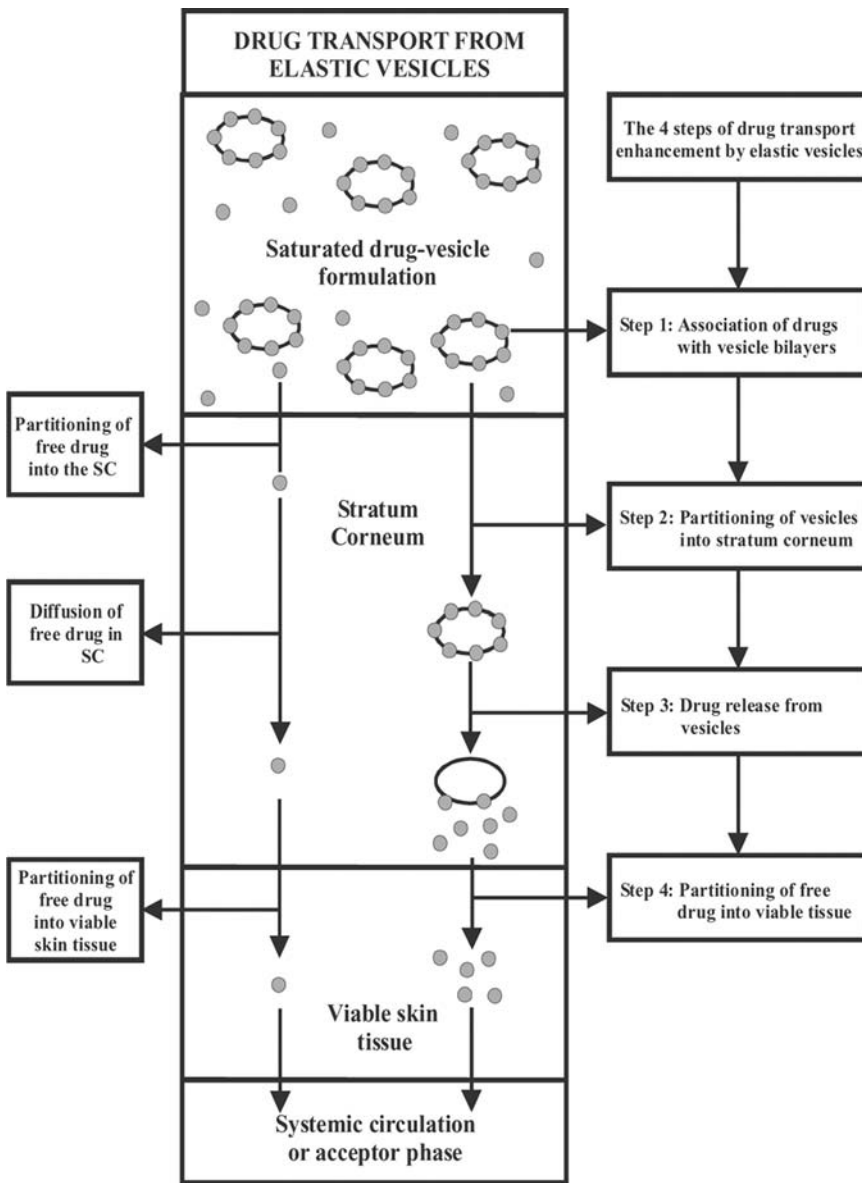 DRUG TRANSPORT FROM
ELASTIC VESICLES
The 4 steps of drug transport
enhancement by elastic vesicles
Saturated drug-vesicle
formulation
Step 1: Association of drugs
with vesicle bilayers
Partitioning of
free drug
into the SC
Stratum
Corneum
Step 2: Partitioning of vesicles
into stratum corneum
Diffusion of
free drug in
SC
Step 3: Drug release from
vesicles
Partitioning of
free drug
into viable
skin tissue
Step 4: Partitioning of free
drug into viable tissue
Viable skin
tissue
Systemic circulation
or acceptor phase